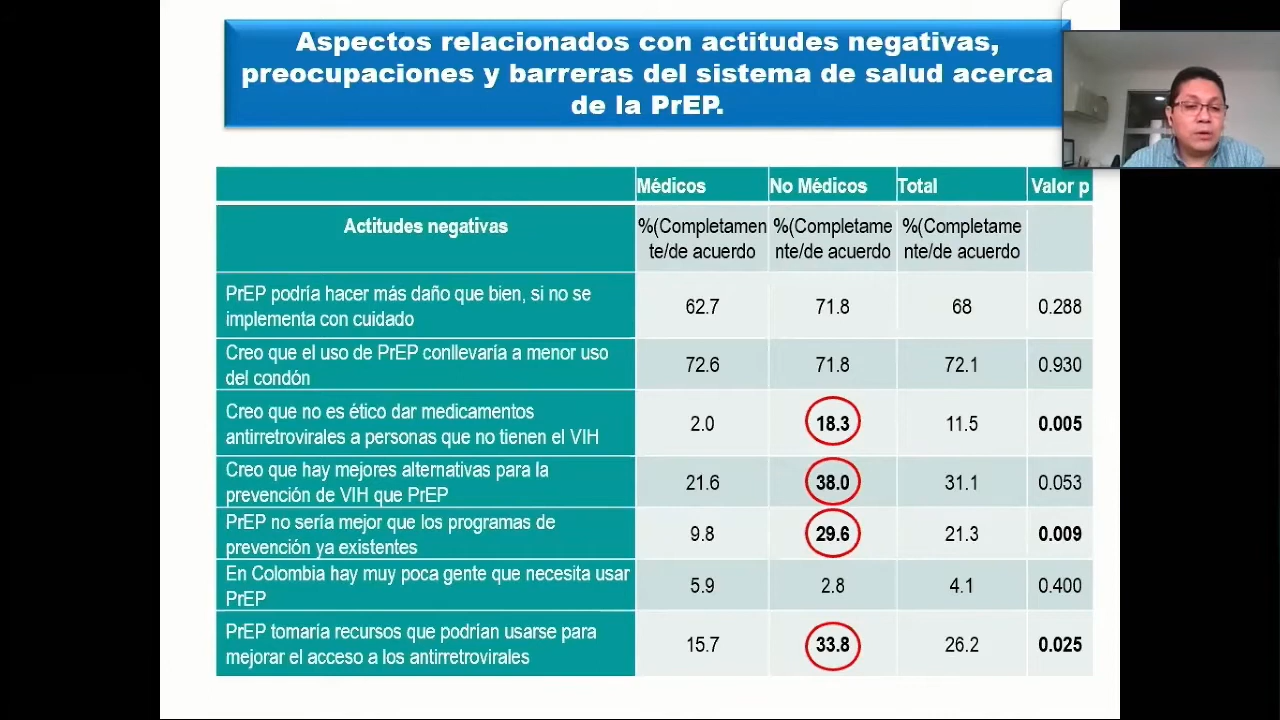 Aspectos relacionados con actitudes negativas,
preocupaciones y barreras del sistema de salud acerca
de la PrEP.
Médicos No Médicos Total Valor p
Actitudes negativas %(Completamen %(Completame %(Completame
te/de acuerdo nte/de acuerdo nte/de acuerdo
PrEP podría hacer más daño que bien, si no se
implementa con cuidado 62.7 71.8 68 0.288
Creo que el uso de PrEP conllevaría a menor uso
del condón 72.6 71.8 72.1 0.930
Creo que no es ético dar medicamentos
antirretrovirales a personas que no tienen el VIH 2.0 18.3 11.5 0.005
Creo que hay mejores alternativas para la
prevención de VIH que PrEP 21.6 38.0 31.1 0.053
PrEP no sería mejor que los programas de
prevención ya existentes 9.8 29.6 21.3 0.009
En Colombia hay muy poca gente que necesita usar
PrEP 5.9 2.8 4.1 0.400
PrEP tomaría recursos que podrían usarse para
mejorar el acceso a los antirretrovirales 15.7 33.8 26.2 0.025